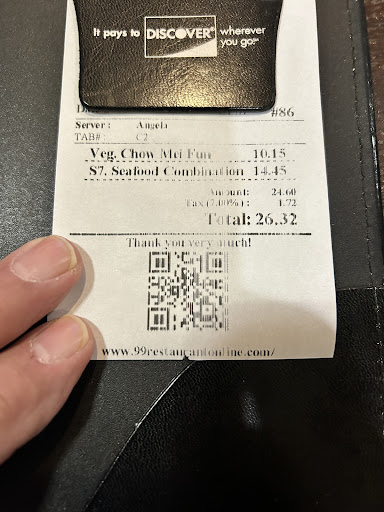 It pays to DISCOVER® wherever you go℠
#86
Server: Angela
TAB#: C2
Veg. Chow Mei Fun 10.15
S7. Seafood Combination 14.45
Amount: 24.60
Tax (7.00%): 1.72
Total: 26.32
Thank you very much!
www.99restaurantonline.com/